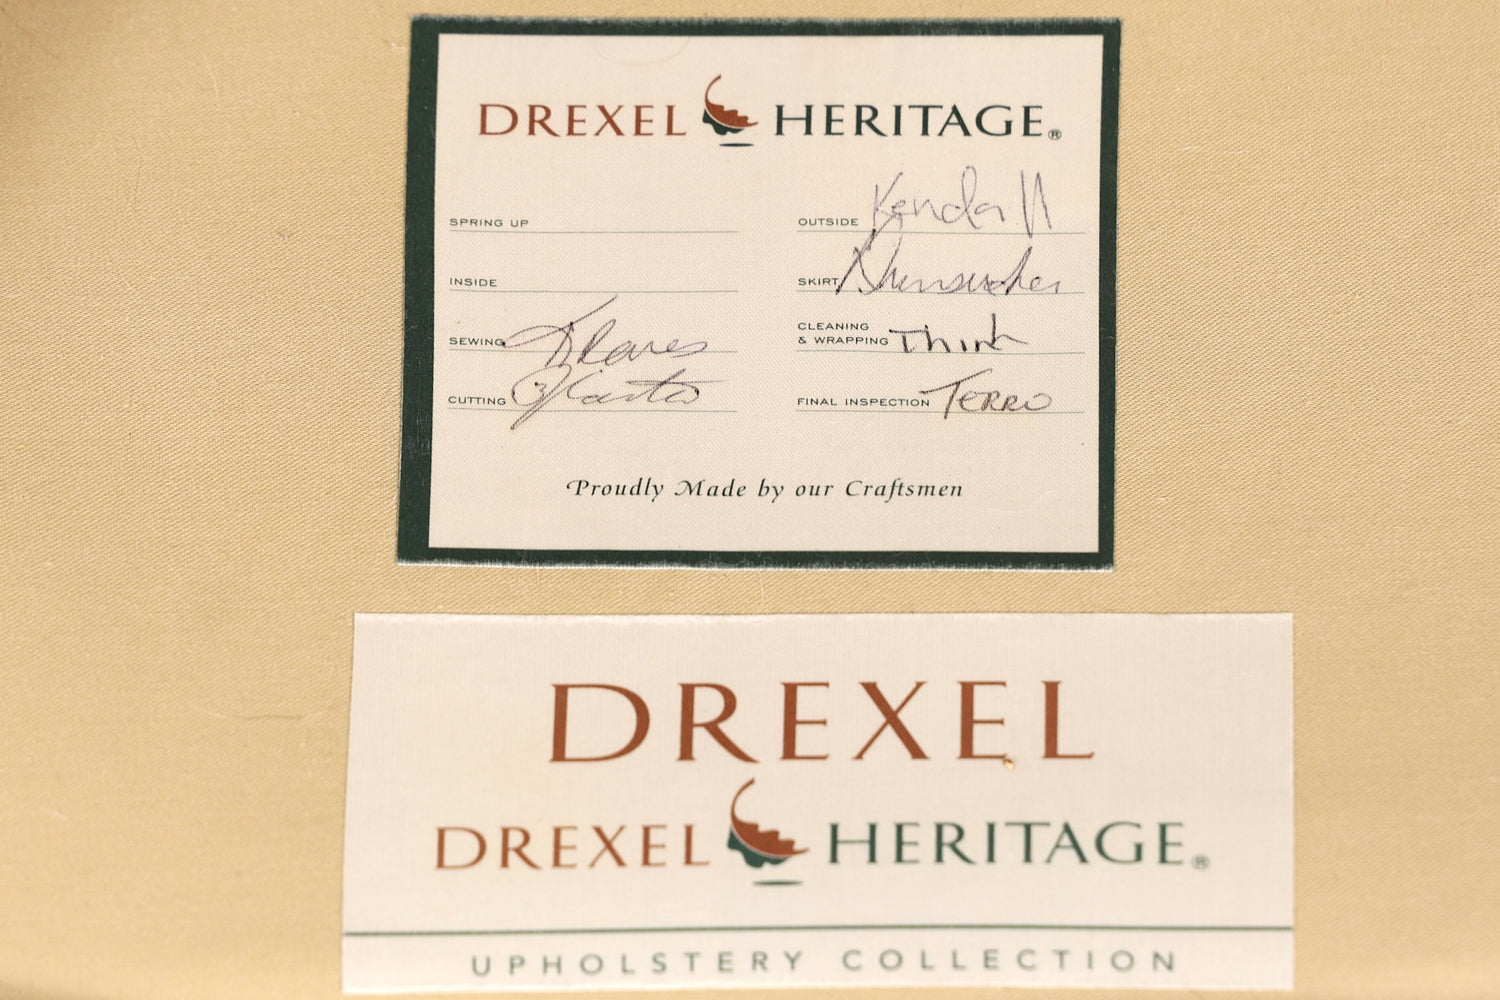 DREXEL HERITAGE®
SPRING UP
INSIDE
SEWING
CUTTING
OUTSIDE Kendall
SKIRT
CLEANING
& WRAPPING Think
FINAL INSPECTION TERRO
Proudly Made by our Craftsmen
DREXEL
DREXEL HERITAGE®
UPHOLSTERY COLLECTION